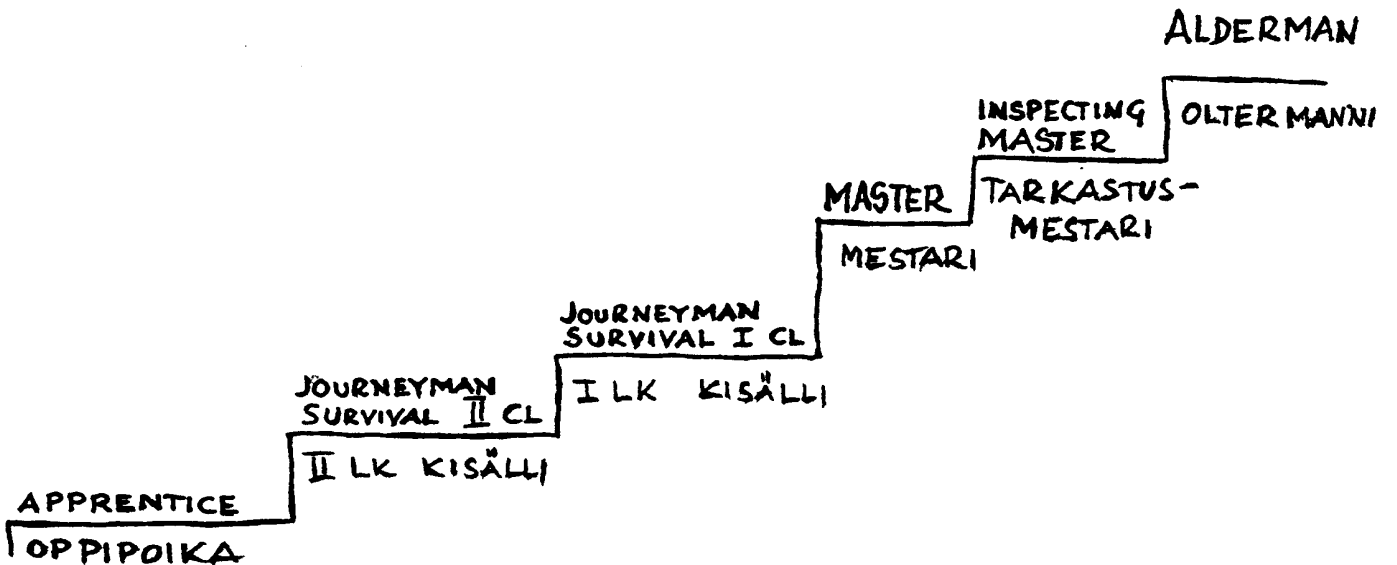 ALDERMAN
OLTERMANNI
INSPECTING
MASTER
TARKASTUS-
MESTARI
MASTER
MESTARI
JOURNEYMAN
SURVIVAL I CL
I LK KISÄLLI
JOURNEYMAN
SURVIVAL II CL
II LK KISÄLLI
APPRENTICE
OPPIPOIKA